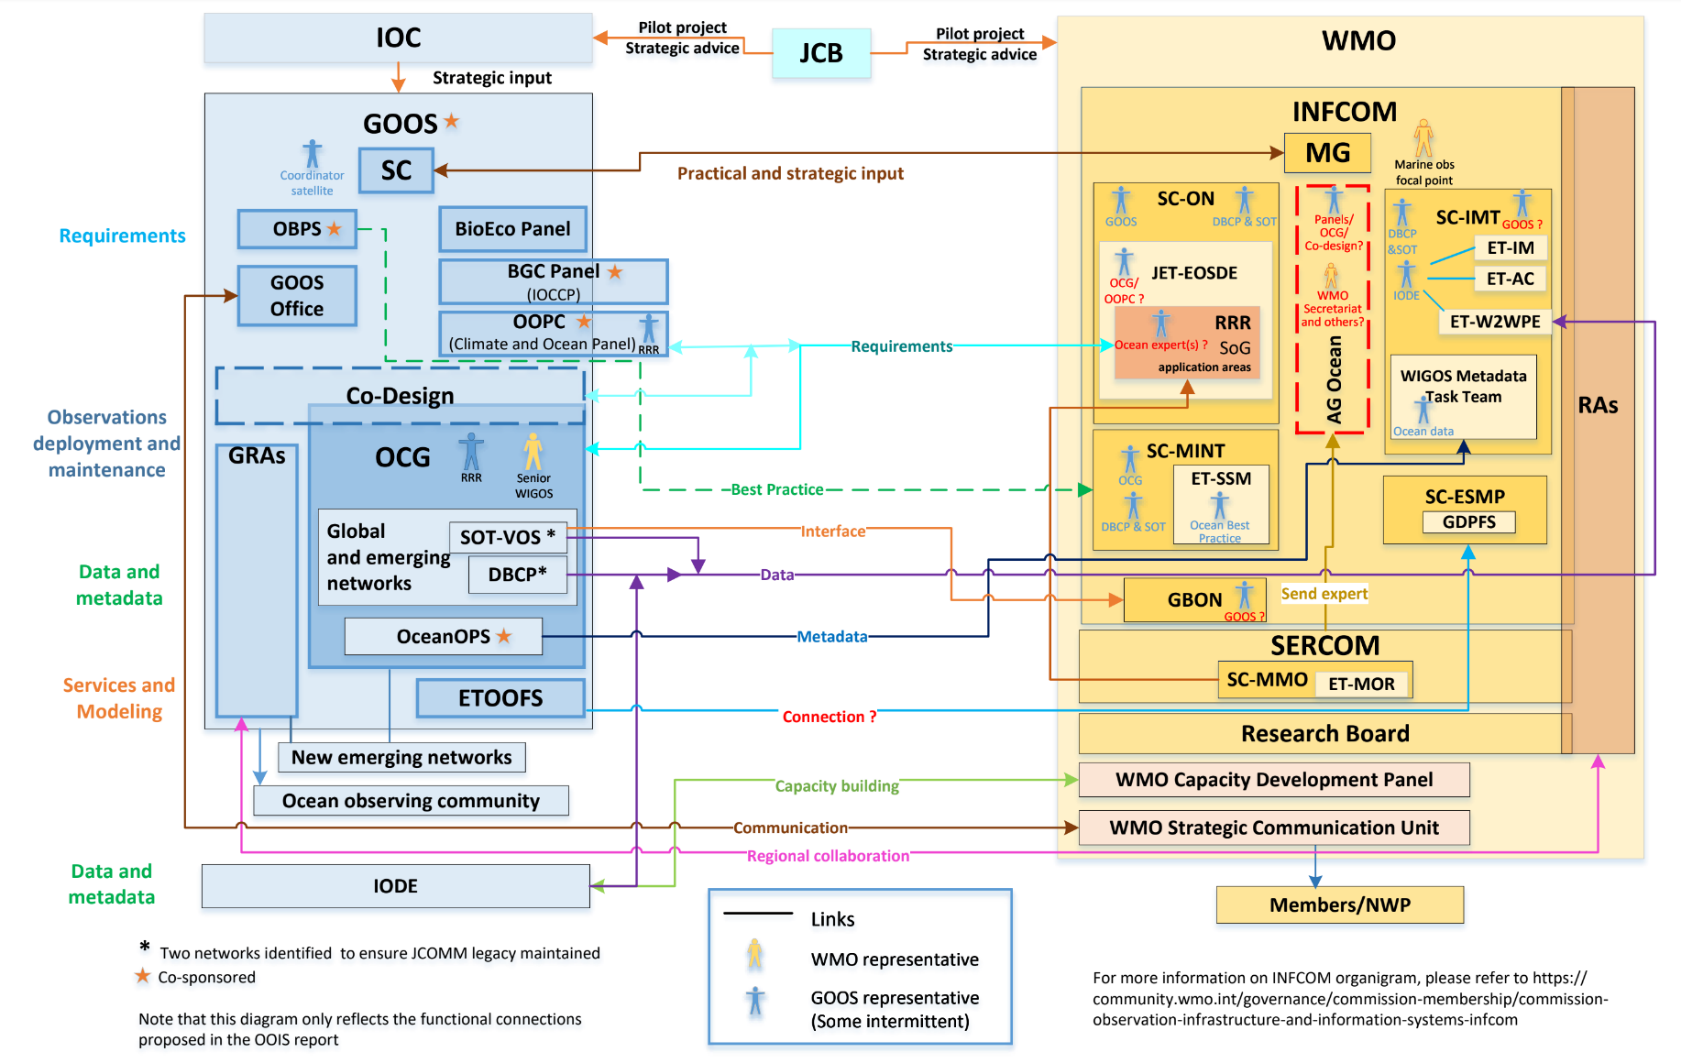 IOC
Pilot project
Strategic advice
JCB
Pilot project
Strategic advice
WMO
Strategic input
GOOS
Coordinator
satellite
SC
Practical and strategic input
INFCOM
MG
Marine obs
focal point
RAs
Requirements
OBPS
BioEco Panel
GOOS
Office
BGC Panel
(IOCCP)
OOPC
(Climate and Ocean Panel)
RRR
Requirements
SC-ON
GOOS
DBCP & SOT
JET-EOSDE
OCG/
OOPC ?
RRR
Ocean expert(s) ?
SoG
application areas
Panels/
OCG/
Co-design?
WMO
Secretariat
and others?
AG Ocean
SC-IMT
DBCP
&SOT
GOOS ?
ET-IM
IODE
ET-AC
ET-W2WPE
WIGOS Metadata
Task Team
Ocean data
Observations
deployment and
maintenance
Co-Design
GRAs
OCG
RRR
Senior
WIGOS
Best Practice
SC-MINT
OCG
DBCP & SOT
ET-SSM
Ocean Best
Practice
SC-ESMP
GDPFS
Global
and emerging
networks
SOT-VOS *
DBCP*
Interface
Data
Data and
metadata
GBON
GOOS ?
Send expert
OceanOPS
Metadata
SERCOM
SC-MMO
ET-MOR
Services and
Modeling
ETOOFS
Connection ?
Research Board
New emerging networks
Ocean observing community
Capacity building
WMO Capacity Development Panel
Communication
WMO Strategic Communication Unit
Regional collaboration
Data and
metadata
IODE
Members/NWP
Links
WMO representative
GOOS representative
(Some intermittent)
* Two networks identified to ensure JCOMM legacy maintained
Co-sponsored
Note that this diagram only reflects the functional connections
proposed in the OOIS report
For more information on INFCOM organigram, please refer to https://
community.wmo.int/governance/commission-membership/commission-
observation-infrastructure-and-information-systems-infcom